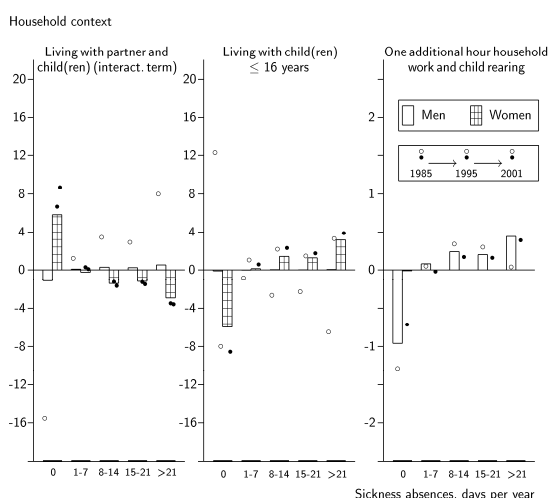 Household context
Living with partner and
child(ren) (interact. term)
Living with child(ren)
≤ 16 years
One additional hour household
work and child rearing
20
16
12
8
4
0
-4
-8
-12
-16
20
16
12
8
4
0
-4
-8
-12
-16
2
1
0
-1
-2
Men Women
1985 1995 2001
0 1-7 8-14 15-21 >21
0 1-7 8-14 15-21 >21
0 1-7 8-14 15-21 >21
Sickness absences, days per year